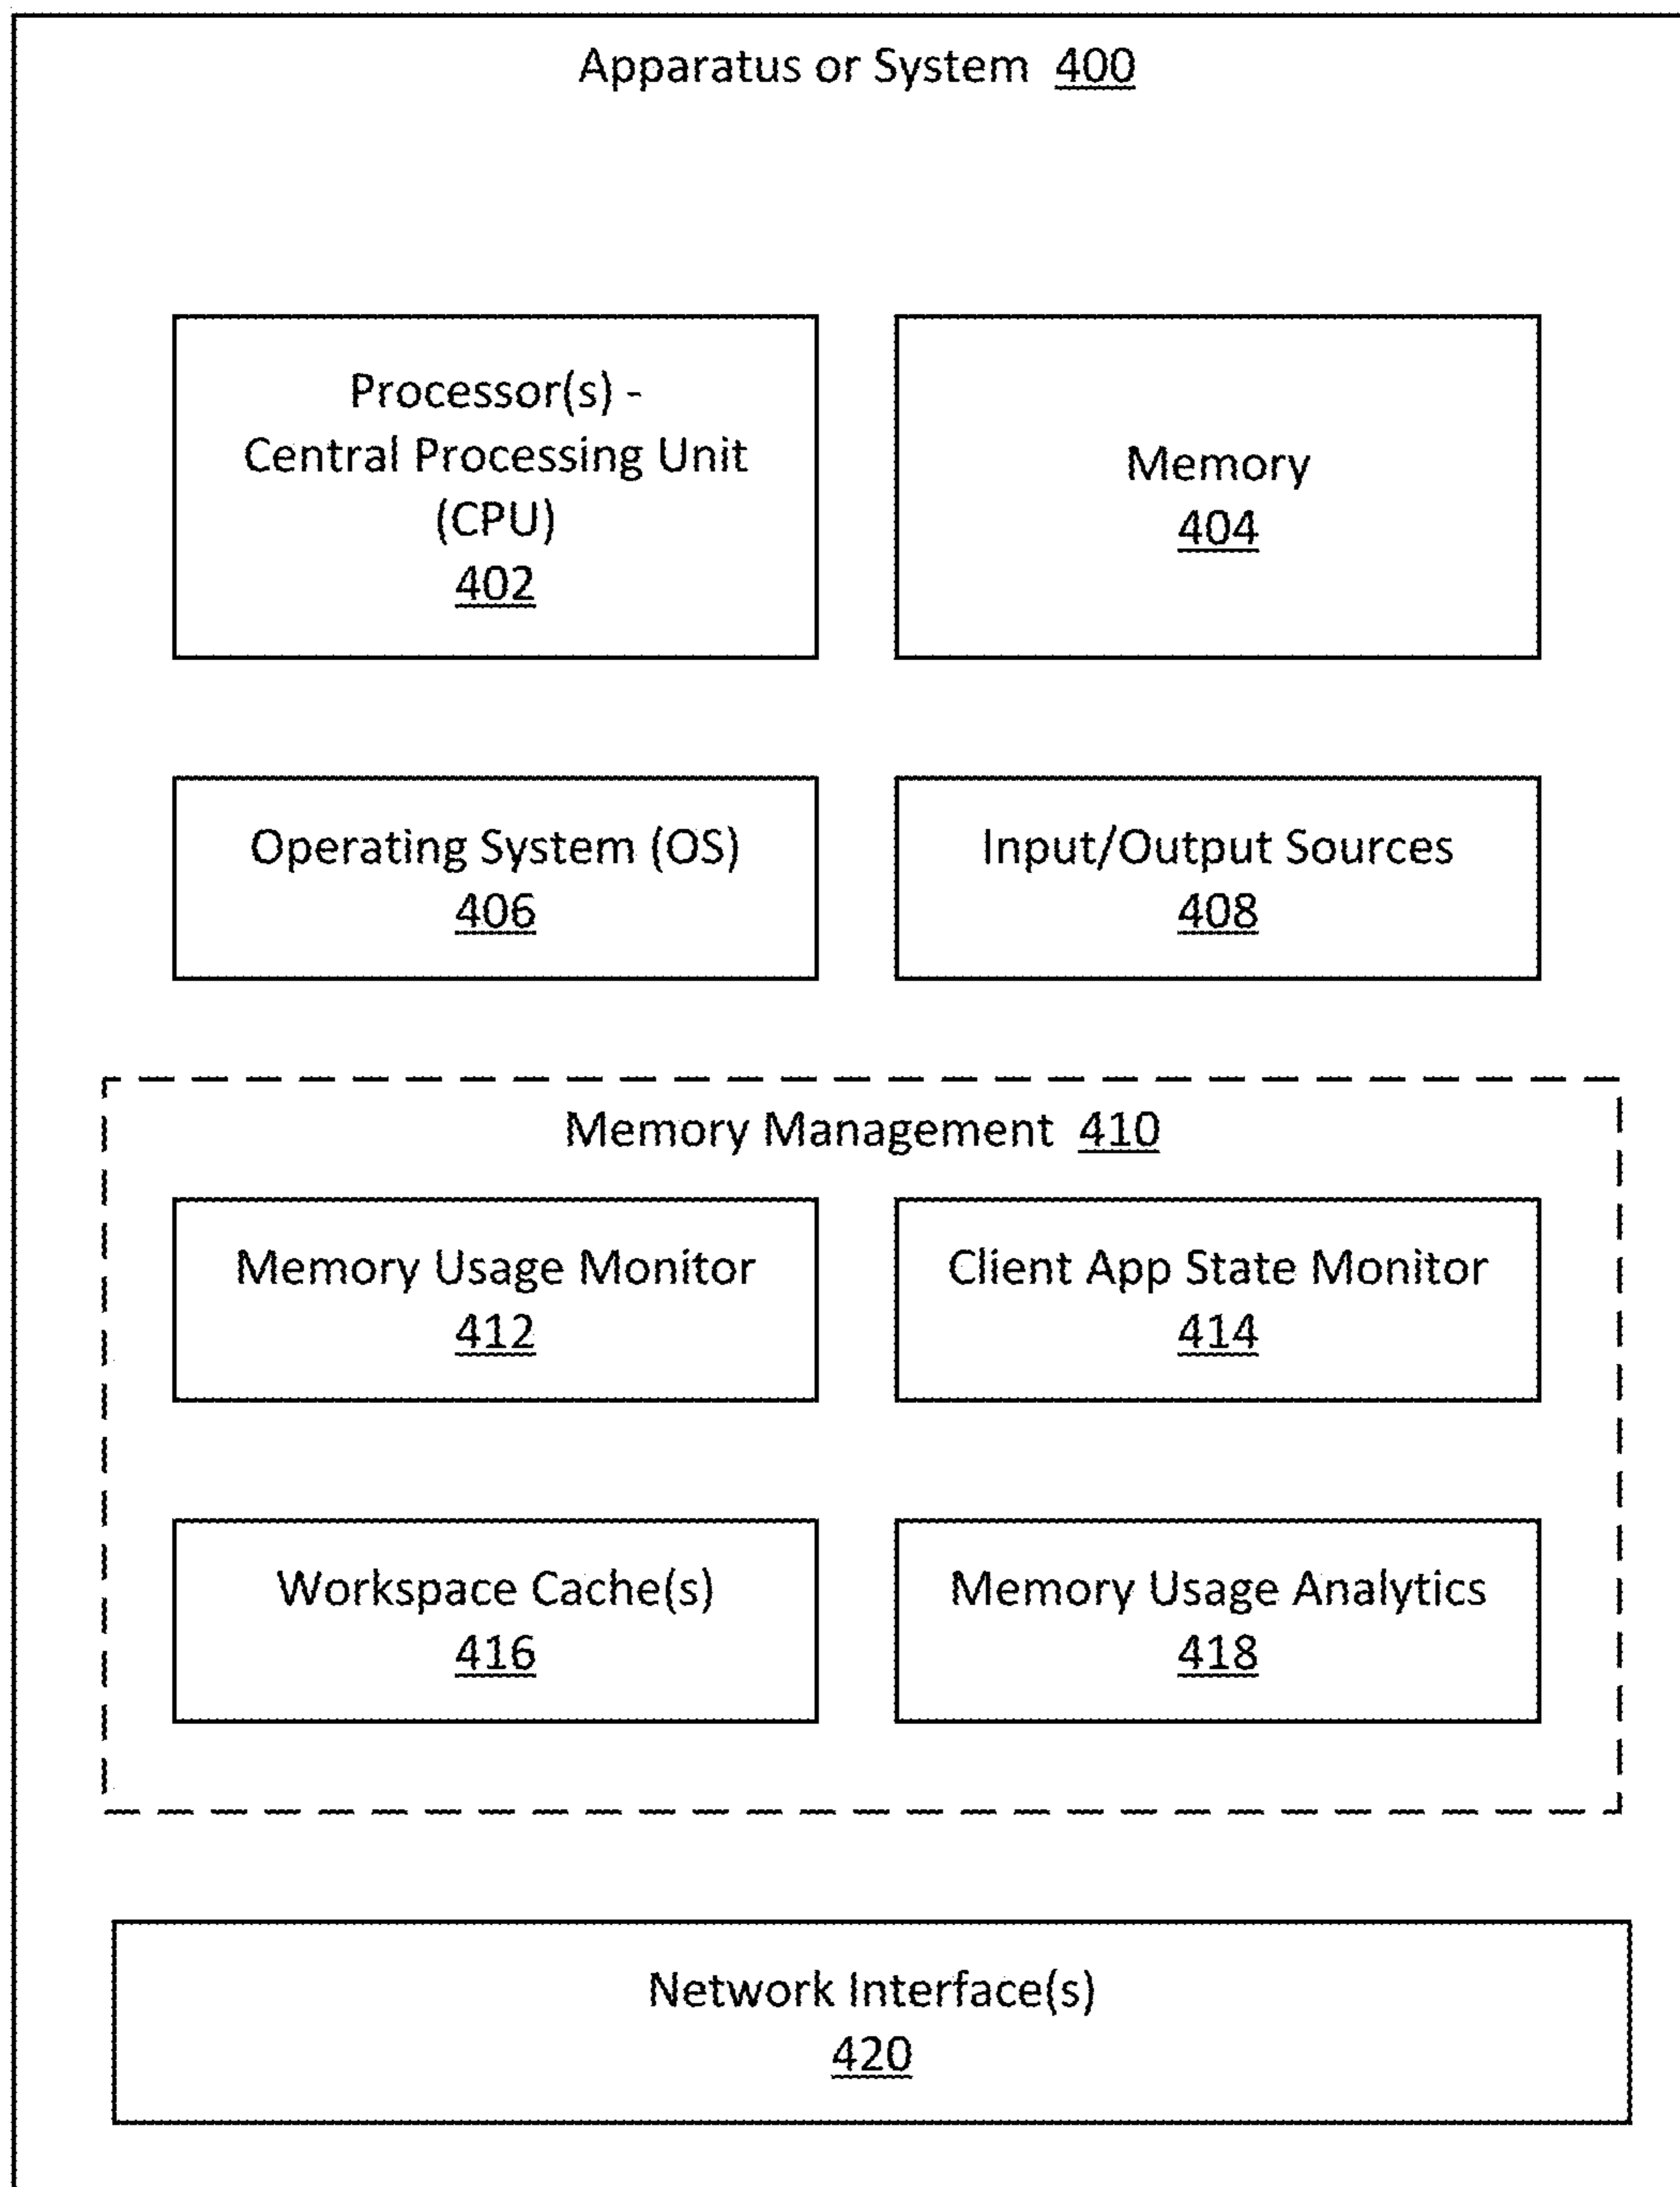 Apparatus or System 400
Processor(s) -
Central Processing Unit
(CPU)
402
Memory
404
Operating System (OS)
406
Input/Output Sources
408
Memory Management 410
Memory Usage Monitor
412
Client App State Monitor
414
Workspace Cache(s)
416
Memory Usage Analytics
418
Network Interface(s)
420